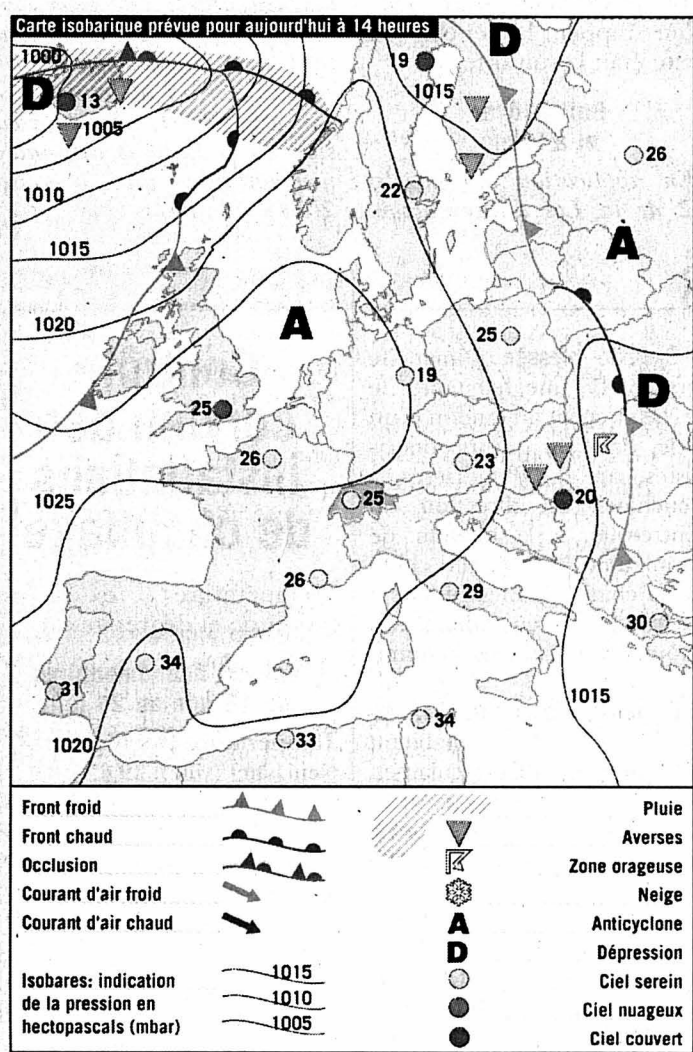 Carte isobarique prévue pour aujourd'hui à 14 heures
1000
D
19
D
1015
13
1005
26
1010
22
A
1015
1020
A
25
19
D
25
26
23
1025
25
20
26
29
30
34
31
1015
1020
33
34
Front froid
Front chaud
Occlusion
Courant d'air froid
Courant d'air chaud
Isobares: indication
de la pression en
hectopascals (mbar)
1015
1010
1005
Pluie
Averses
Zone orageuse
Neige
A Anticyclone
D Dépression
Ciel serein
Ciel nuageux
Ciel couvert